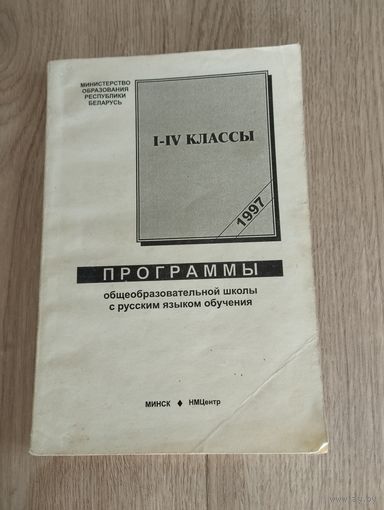 МИНИСТЕРСТВО
ОБРАЗОВАНИЯ
РЕСПУБЛИКИ
БЕЛАРУСЬ
I-IV КЛАССЫ
1997
ПРОГРАММЫ
общеобразовательной школы
с русским языком обучения
МИНСК ♦ НМЦентр